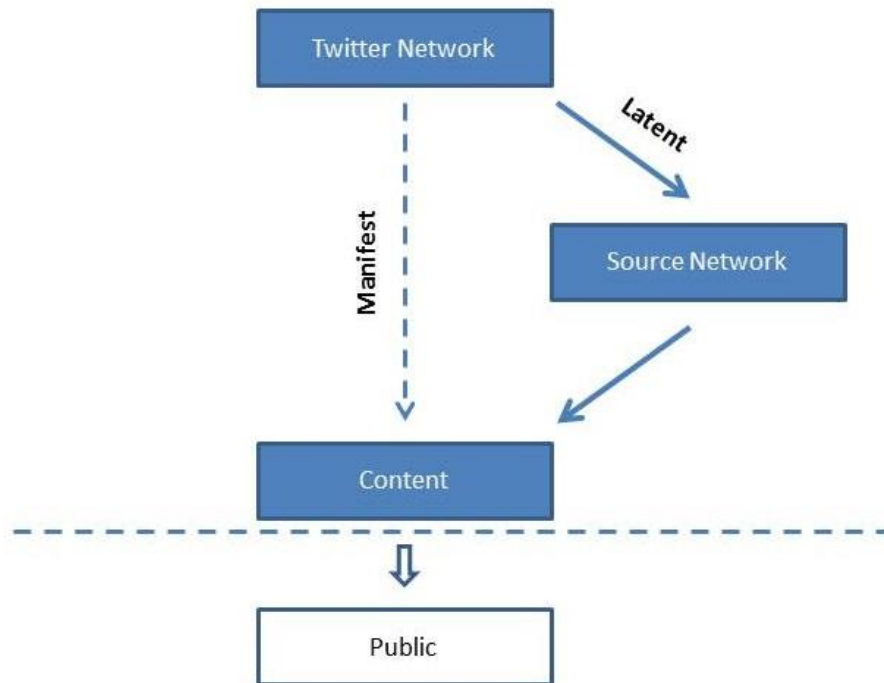 Twitter Network
Latent
Manifest
Source Network
Content
Public